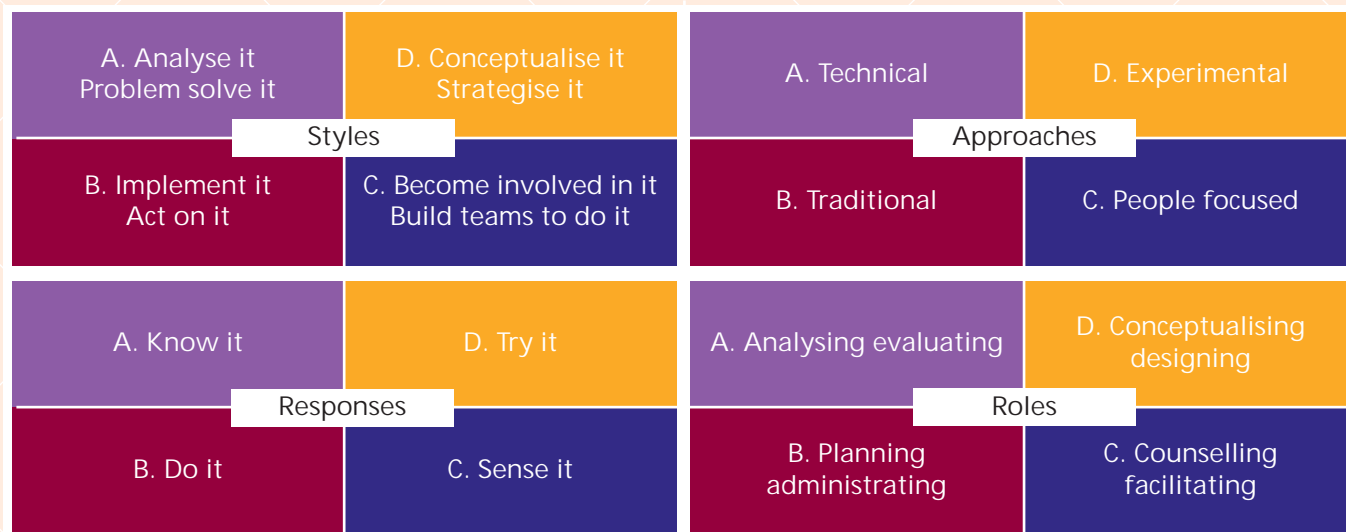 A. Analyse it
Problem solve it
D. Conceptualise it
Strategise it
Styles
B. Implement it
Act on it
C. Become involved in it
Build teams to do it
A. Technical
D. Experimental
Approaches
B. Traditional
C. People focused
A. Know it
D. Try it
Responses
B. Do it
C. Sense it
A. Analysing evaluating
D. Conceptualising
designing
Roles
B. Planning
administrating
C. Counselling
facilitating